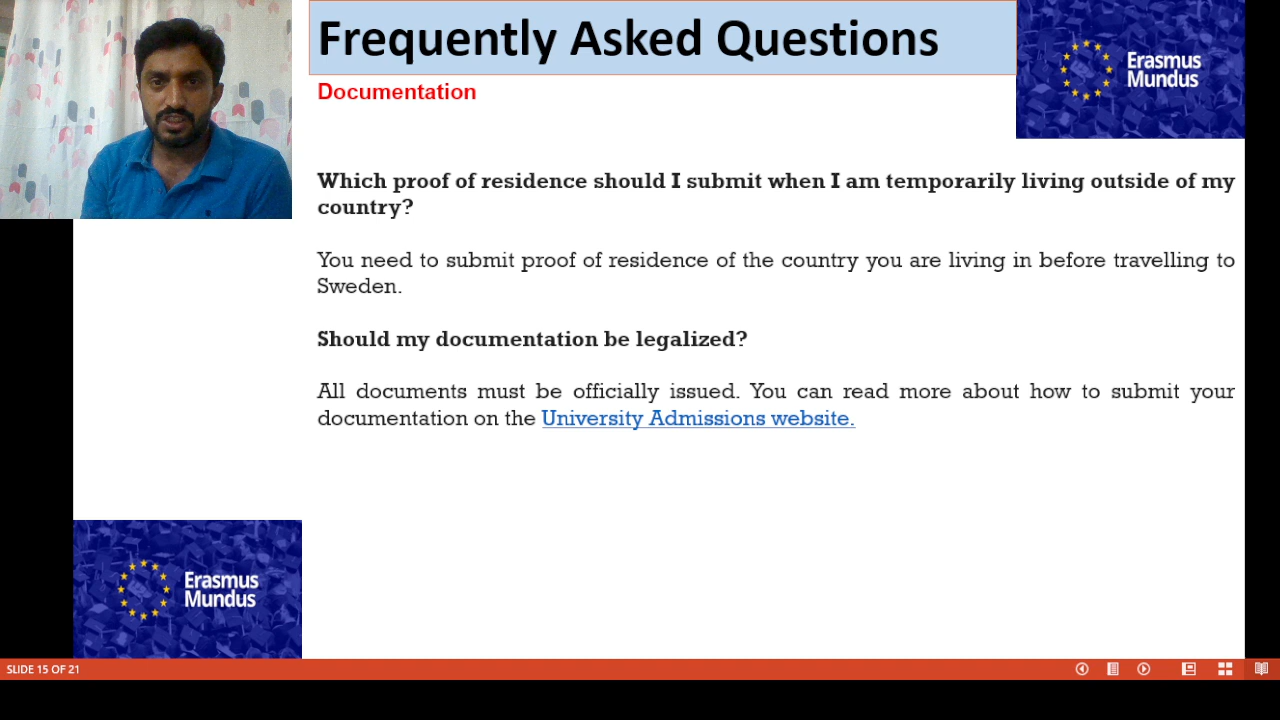 Frequently Asked Questions
Erasmus
Mundus
Documentation
Which proof of residence should I submit when I am temporarily living outside of my
country?
You need to submit proof of residence of the country you are living in before travelling to
Sweden.
Should my documentation be legalized?
All documents must be officially issued. You can read more about how to submit your
documentation on the University Admissions website.
Erasmus
Mundus
SLIDE 15 OF 21